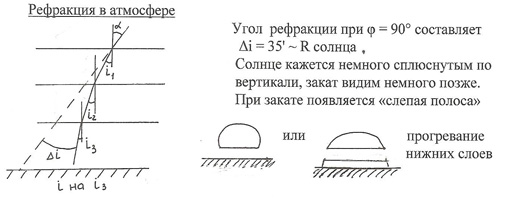 Рефракция в атмосфере
α
i₁
i₂
i₃
Δi
i на i₃
Угол рефракции при φ = 90° составляет
Δi = 35' ~ R солнца ,
Солнце кажется немного сплюснутым по
вертикали, закат видим немного позже.
При закате появляется «слепая полоса»
или
прогревание
нижних слоев